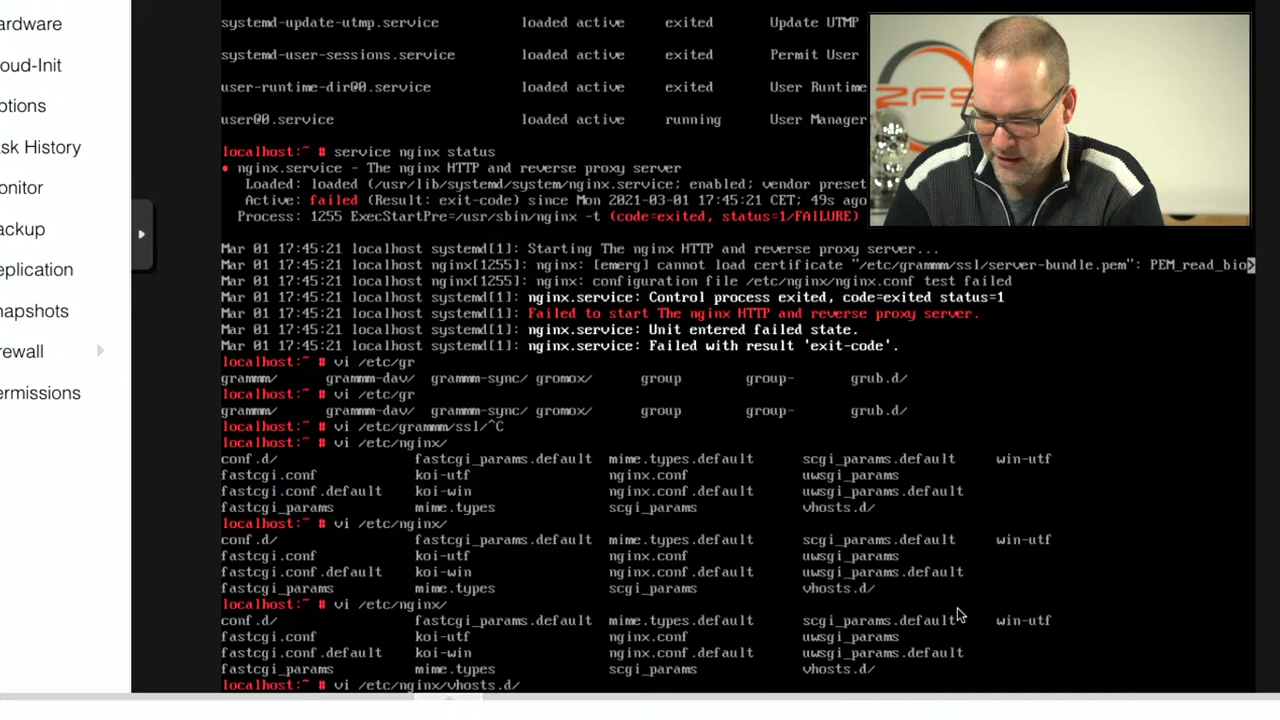 ardware
oud-Init
ptions
ask History
onitor
ackup
eplication
napshots
rewall
ermissions
systemd-update-utmp.service loaded active exited Update UTMP
systemd-user-sessions.service loaded active exited Permit User
user-runtime-dir@0.service loaded active exited User Runtime
user@0.service loaded active running User Manager
localhost:~ # service nginx status
● nginx.service - The nginx HTTP and reverse proxy server
Loaded: loaded (/usr/lib/systemd/system/nginx.service; enabled; vendor preset
Active: failed (Result: exit-code) since Mon 2021-03-01 17:45:21 CET; 49s ago
Process: 1255 ExecStartPre=/usr/sbin/nginx -t (code=exited, status=1/FAILURE)
Mar 01 17:45:21 localhost systemd[1]: Starting The nginx HTTP and reverse proxy server...
Mar 01 17:45:21 localhost nginx[1255]: nginx: [emerg] cannot load certificate "/etc/grammm/ssl/server-bundle.pem": PEM_read_bio>
Mar 01 17:45:21 localhost nginx[1255]: nginx: configuration file /etc/nginx/nginx.conf test failed
Mar 01 17:45:21 localhost systemd[1]: nginx.service: Control process exited, code=exited status=1
Mar 01 17:45:21 localhost systemd[1]: Failed to start The nginx HTTP and reverse proxy server.
Mar 01 17:45:21 localhost systemd[1]: nginx.service: Unit entered failed state.
Mar 01 17:45:21 localhost systemd[1]: nginx.service: Failed with result 'exit-code'.
localhost:~ # vi /etc/gr
grammm/ grammm-dav/ grammm-sync/ gromox/ group group- grub.d/
localhost:~ # vi /etc/gr
grammm/ grammm-dav/ grammm-sync/ gromox/ group group- grub.d/
localhost:~ # vi /etc/grammm/ssl/^C
localhost:~ # vi /etc/nginx/
conf.d/ fastcgi_params.default mime.types.default scgi_params.default win-utf
fastcgi.conf koi-utf nginx.conf uwsgi_params
fastcgi.conf.default koi-win nginx.conf.default uwsgi_params.default
fastcgi_params mime.types scgi_params vhosts.d/
localhost:~ # vi /etc/nginx/
conf.d/ fastcgi_params.default mime.types.default scgi_params.default win-utf
fastcgi.conf koi-utf nginx.conf uwsgi_params
fastcgi.conf.default koi-win nginx.conf.default uwsgi_params.default
fastcgi_params mime.types scgi_params vhosts.d/
localhost:~ # vi /etc/nginx/
conf.d/ fastcgi_params.default mime.types.default scgi_params.default win-utf
fastcgi.conf koi-utf nginx.conf uwsgi_params
fastcgi.conf.default koi-win nginx.conf.default uwsgi_params.default
fastcgi_params mime.types scgi_params vhosts.d/
localhost:~ # vi /etc/nginx/vhosts.d/
ZFS